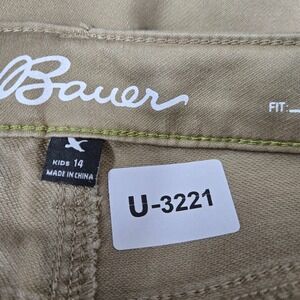 Bauer
FIT:
X
KIDS 14
MADE IN CHINA
U-3221